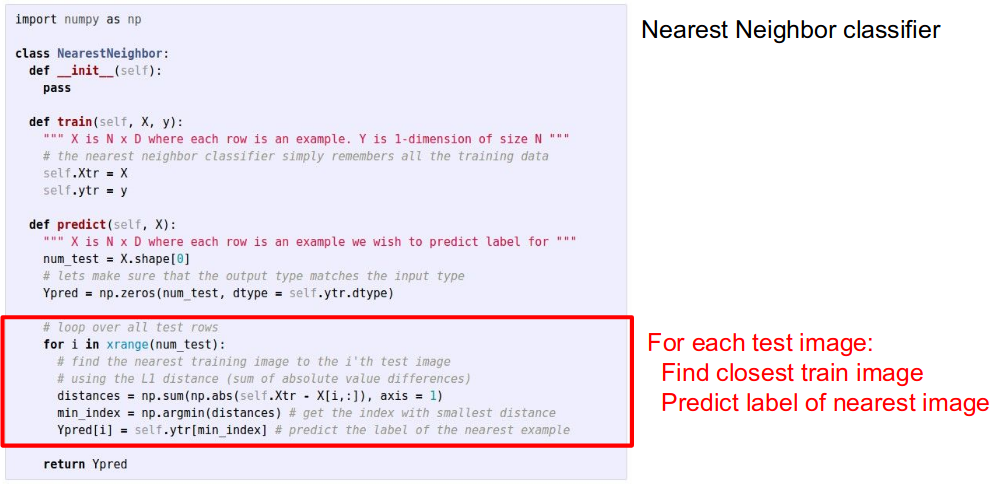 import numpy as np
class NearestNeighbor:
def __init__(self):
pass
def train(self, X, y):
""" X is N x D where each row is an example. Y is 1-dimension of size N """
# the nearest neighbor classifier simply remembers all the training data
self.Xtr = X
self.ytr = y
def predict(self, X):
""" X is N x D where each row is an example we wish to predict label for """
num_test = X.shape[0]
# lets make sure that the output type matches the input type
Ypred = np.zeros(num_test, dtype = self.ytr.dtype)
# loop over all test rows
for i in xrange(num_test):
# find the nearest training image to the i'th test image
# using the L1 distance (sum of absolute value differences)
distances = np.sum(np.abs(self.Xtr - X[i,:]), axis = 1)
min_index = np.argmin(distances) # get the index with smallest distance
Ypred[i] = self.ytr[min_index] # predict the label of the nearest example
return Ypred
Nearest Neighbor classifier
For each test image:
Find closest train image
Predict label of nearest image